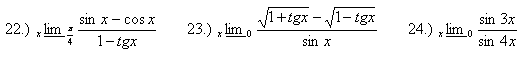 22.) x lim π/4 (sin x − cos x)/(1 − tgx) 23.) x lim 0 (√(1+tgx) − √(1−tgx))/(sin x) 24.) x lim 0 (sin 3x)/(sin 4x)